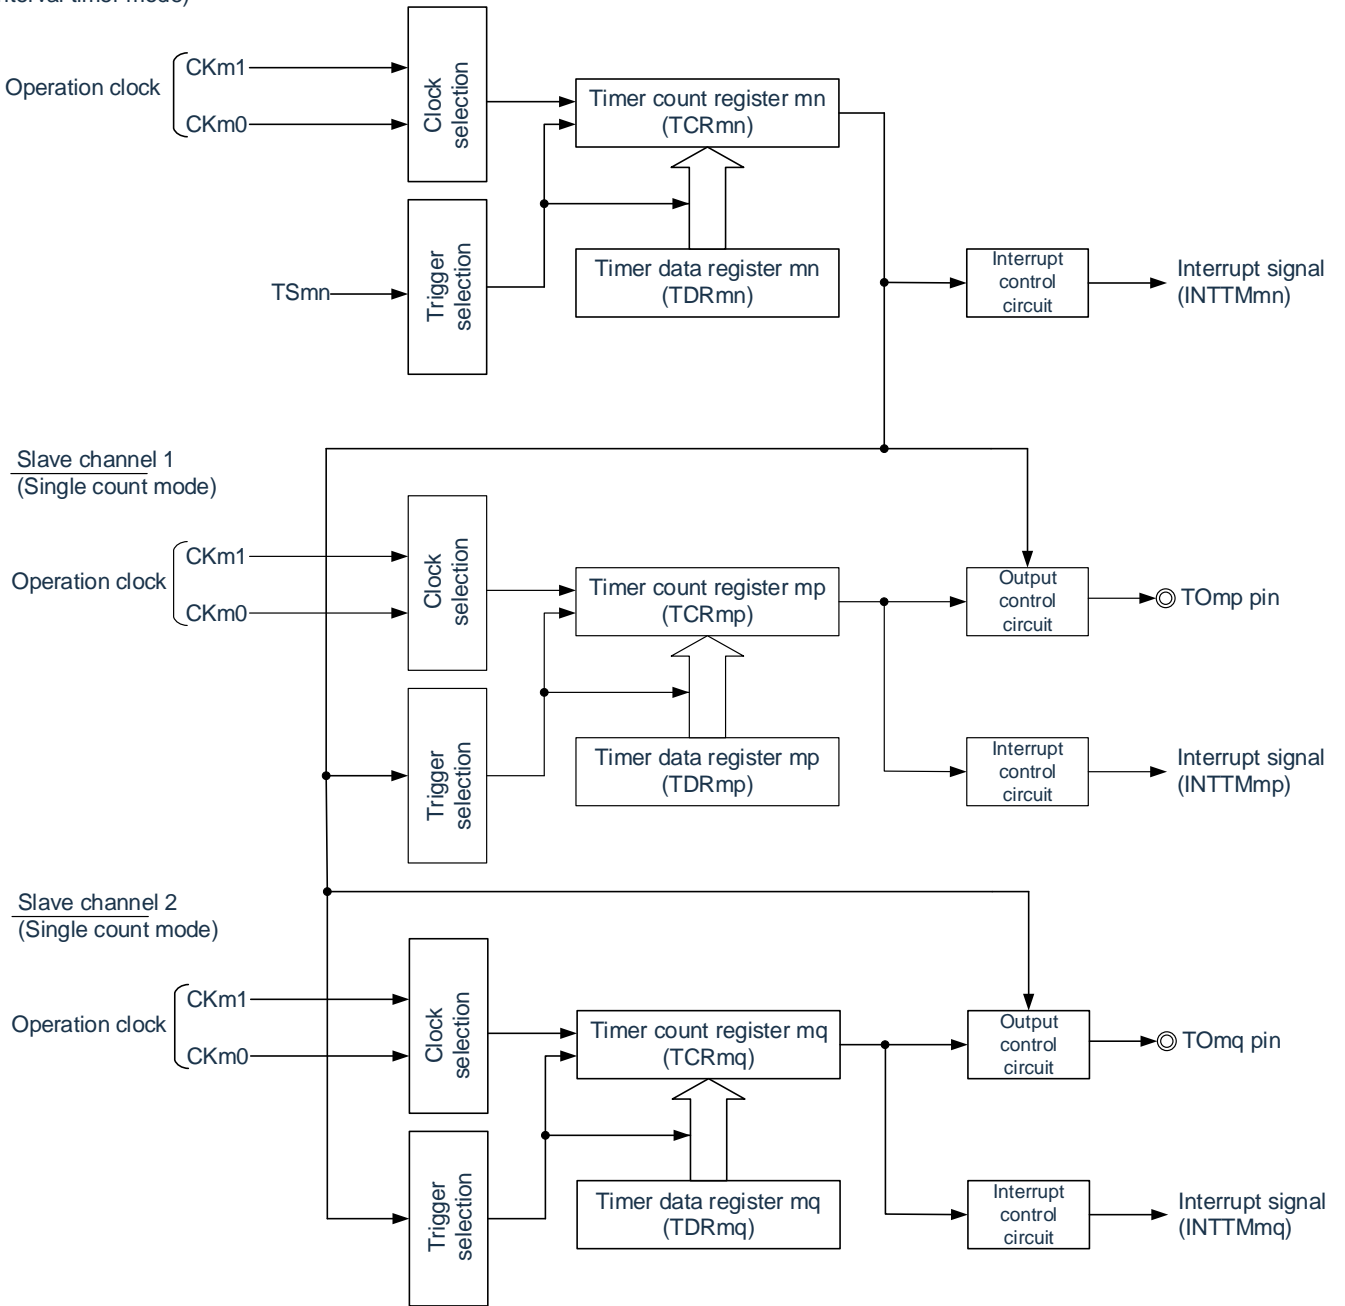 CKm1
Operation clock
CKm0
Clock
selection
Timer count register mn
(TCRmn)
TSmn
Trigger
selection
Timer data register mn
(TDRmn)
Interrupt
control
circuit
Interrupt signal
(INTTMmn)
Slave channel 1
(Single count mode)
CKm1
Operation clock
CKm0
Clock
selection
Timer count register mp
(TCRmp)
Output
control
circuit
TOmp pin
Trigger
selection
Timer data register mp
(TDRmp)
Interrupt
control
circuit
Interrupt signal
(INTTMmp)
Slave channel 2
(Single count mode)
CKm1
Operation clock
CKm0
Clock
selection
Timer count register mq
(TCRmq)
Output
control
circuit
TOmq pin
Trigger
selection
Timer data register mq
(TDRmq)
Interrupt
control
circuit
Interrupt signal
(INTTMmq)